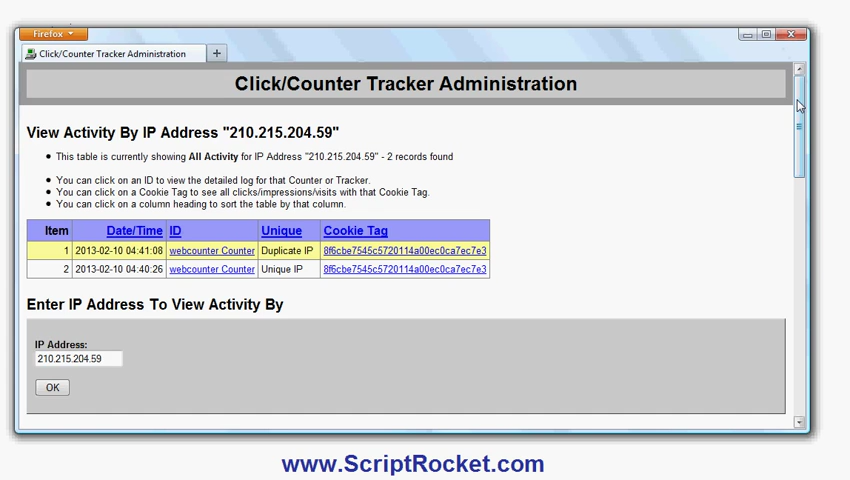 Firefox
Click/Counter Tracker Administration
Click/Counter Tracker Administration
View Activity By IP Address "210.215.204.59"
This table is currently showing All Activity for IP Address "210.215.204.59" - 2 records found
You can click on an ID to view the detailed log for that Counter or Tracker.
You can click on a Cookie Tag to see all clicks/impressions/visits with that Cookie Tag.
You can click on a column heading to sort the table by that column.
Item Date/Time ID Unique Cookie Tag
1 2013-02-10 04:41:08 webcounter Counter Duplicate IP 8f6cbe7545c5720114a00ec0ca7ec7e3
2 2013-02-10 04:40:26 webcounter Counter Unique IP 8f6cbe7545c5720114a00ec0ca7ec7e3
Enter IP Address To View Activity By
IP Address:
210.215.204.59
OK
www.ScriptRocket.com